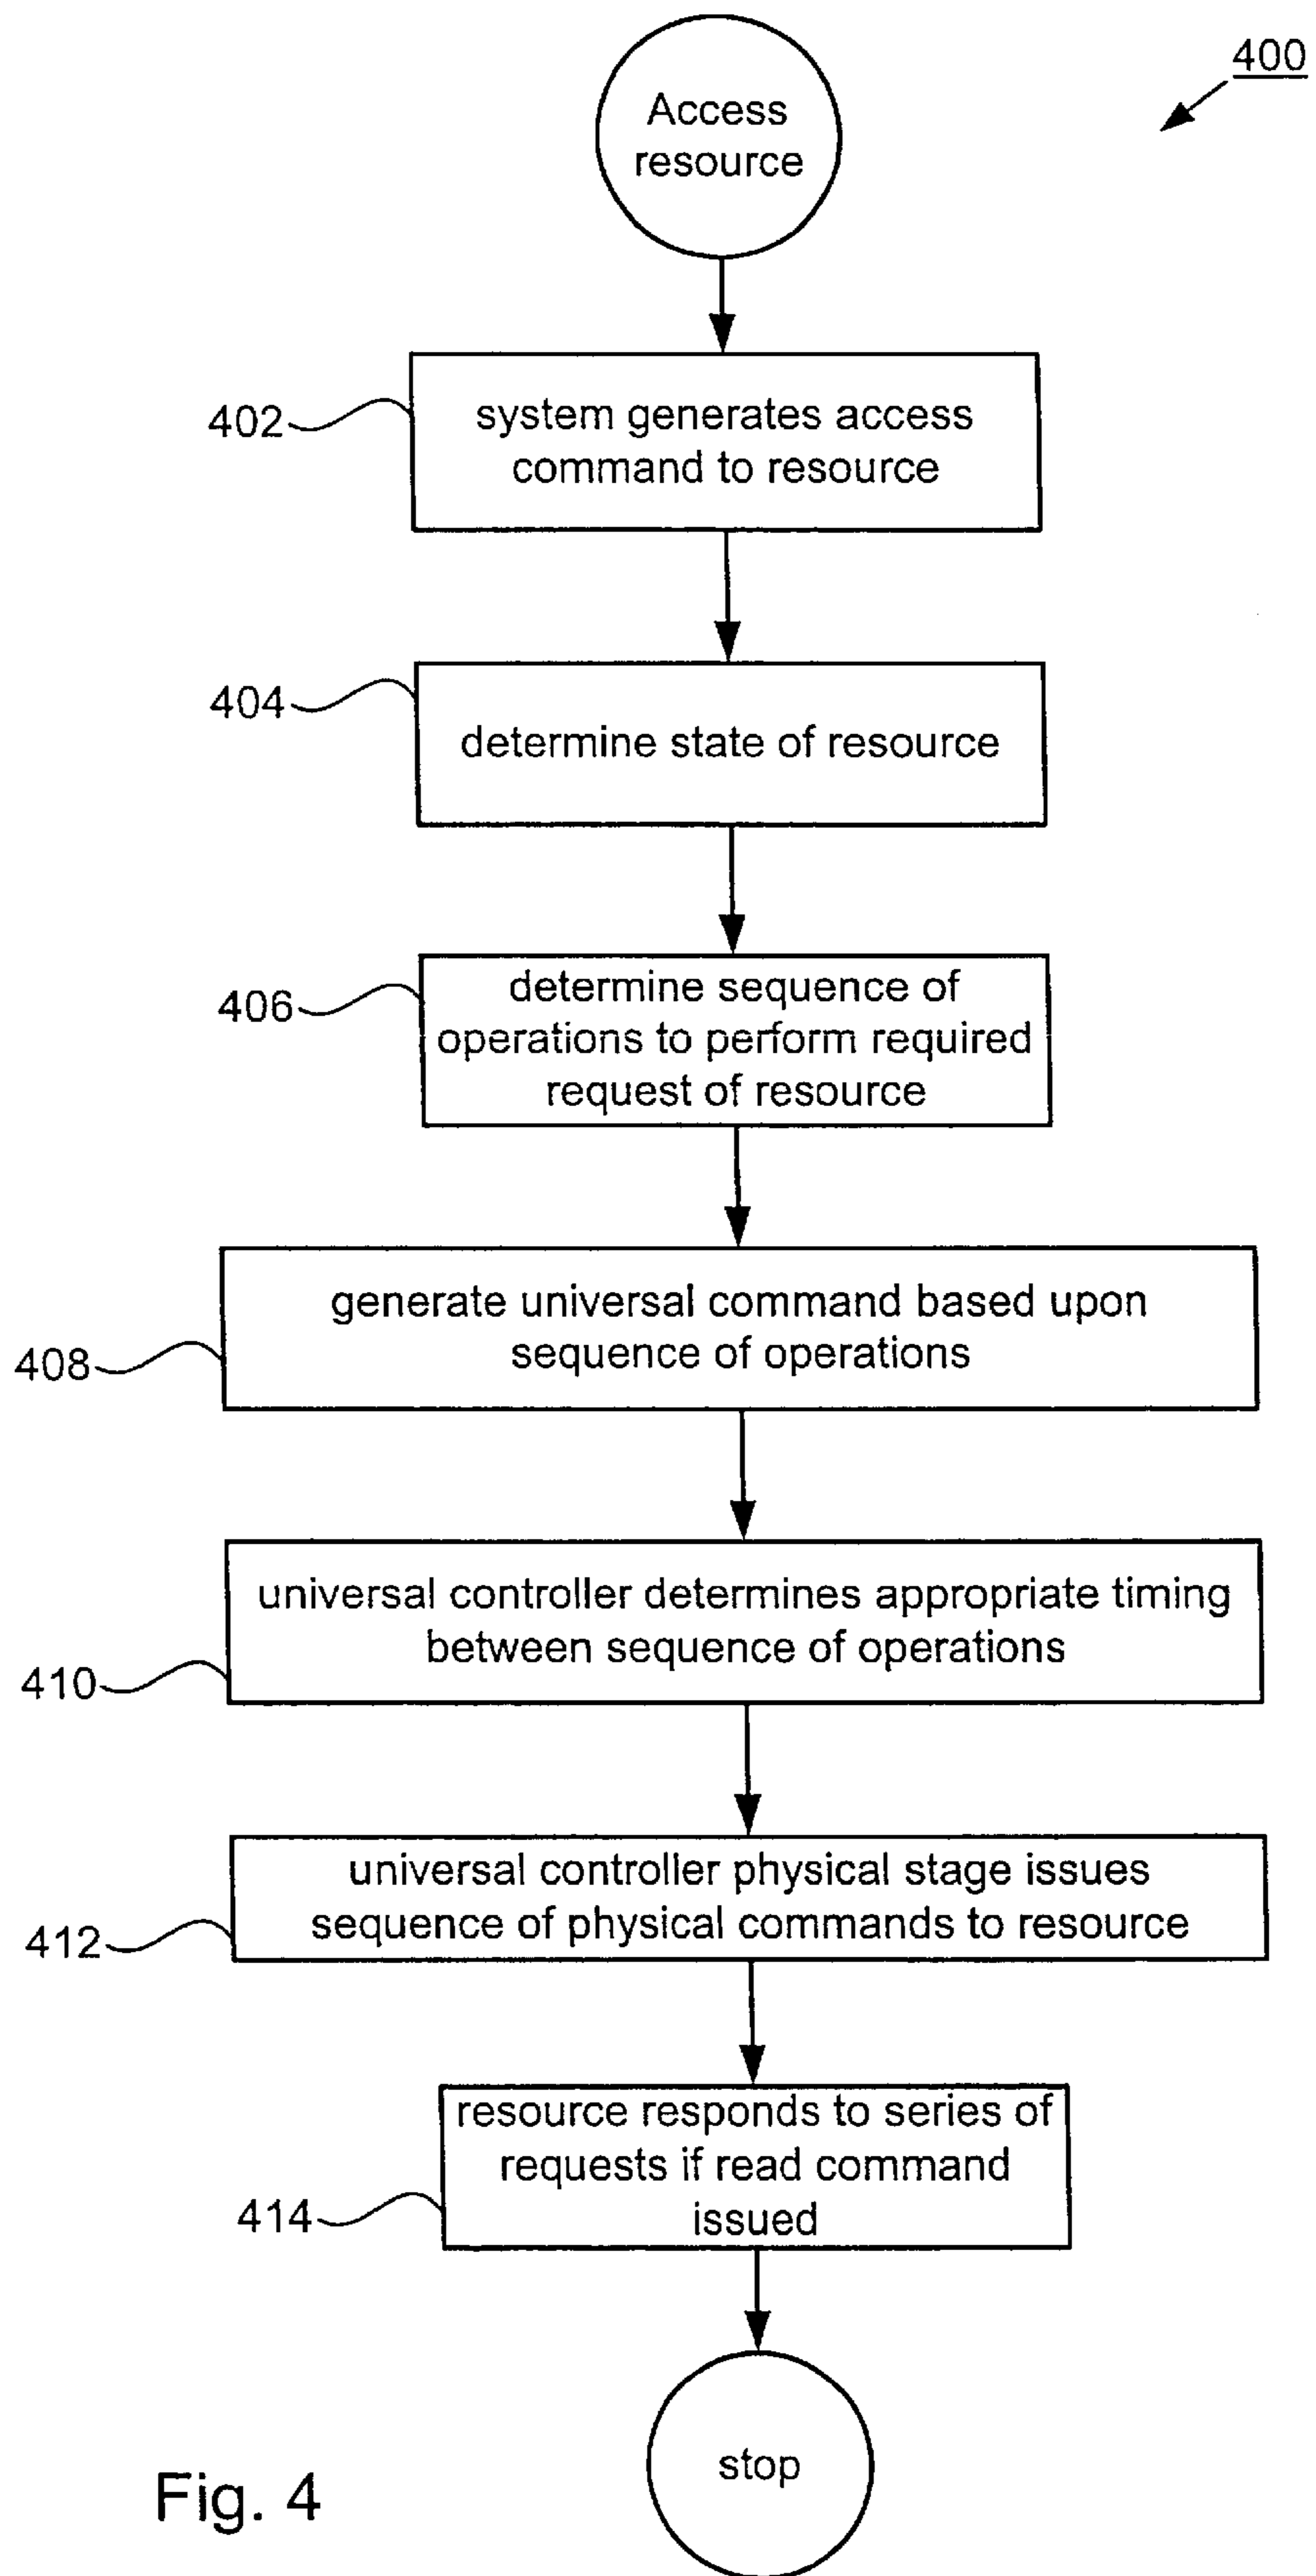 400
Access
resource
402
system generates access
command to resource
404
determine state of resource
406
determine sequence of
operations to perform required
request of resource
408
generate universal command based upon
sequence of operations
410
universal controller determines appropriate timing
between sequence of operations
412
universal controller physical stage issues
sequence of physical commands to resource
414
resource responds to series of
requests if read command
issued
stop
Fig. 4